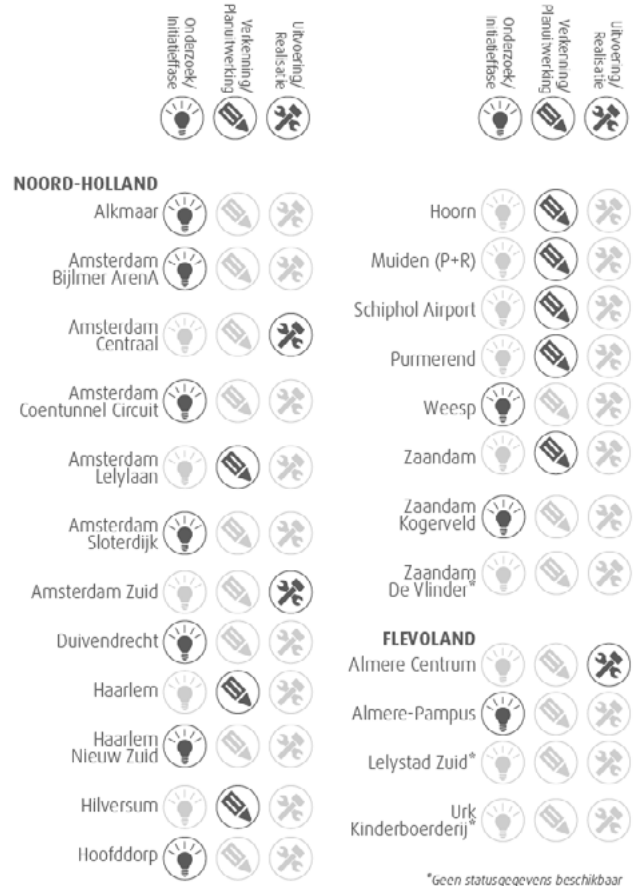 Onderzoek/
Initiatieffase
Verkenning/
Planuitwerking
Uitvoering/
Realisatie
NOORD-HOLLAND
Alkmaar
Amsterdam
Bijlmer ArenA
Amsterdam
Centraal
Amsterdam
Coentunnel Circuit
Amsterdam
Lelylaan
Amsterdam
Sloterdijk
Amsterdam Zuid
Duivendrecht
Haarlem
Haarlem
Nieuw Zuid
Hilversum
Hoofddorp
Onderzoek/
Initiatieffase
Verkenning/
Planuitwerking
Uitvoering/
Realisatie
Hoorn
Muiden (P+R)
Schiphol Airport
Purmerend
Weesp
Zaandam
Zaandam
Kogerveld
Zaandam
De Vlinder*
FLEVOLAND
Almere Centrum
Almere-Pampus
Lelystad Zuid*
Urk
Kinderboerderij*
*Geen statusgegevens beschikbaar